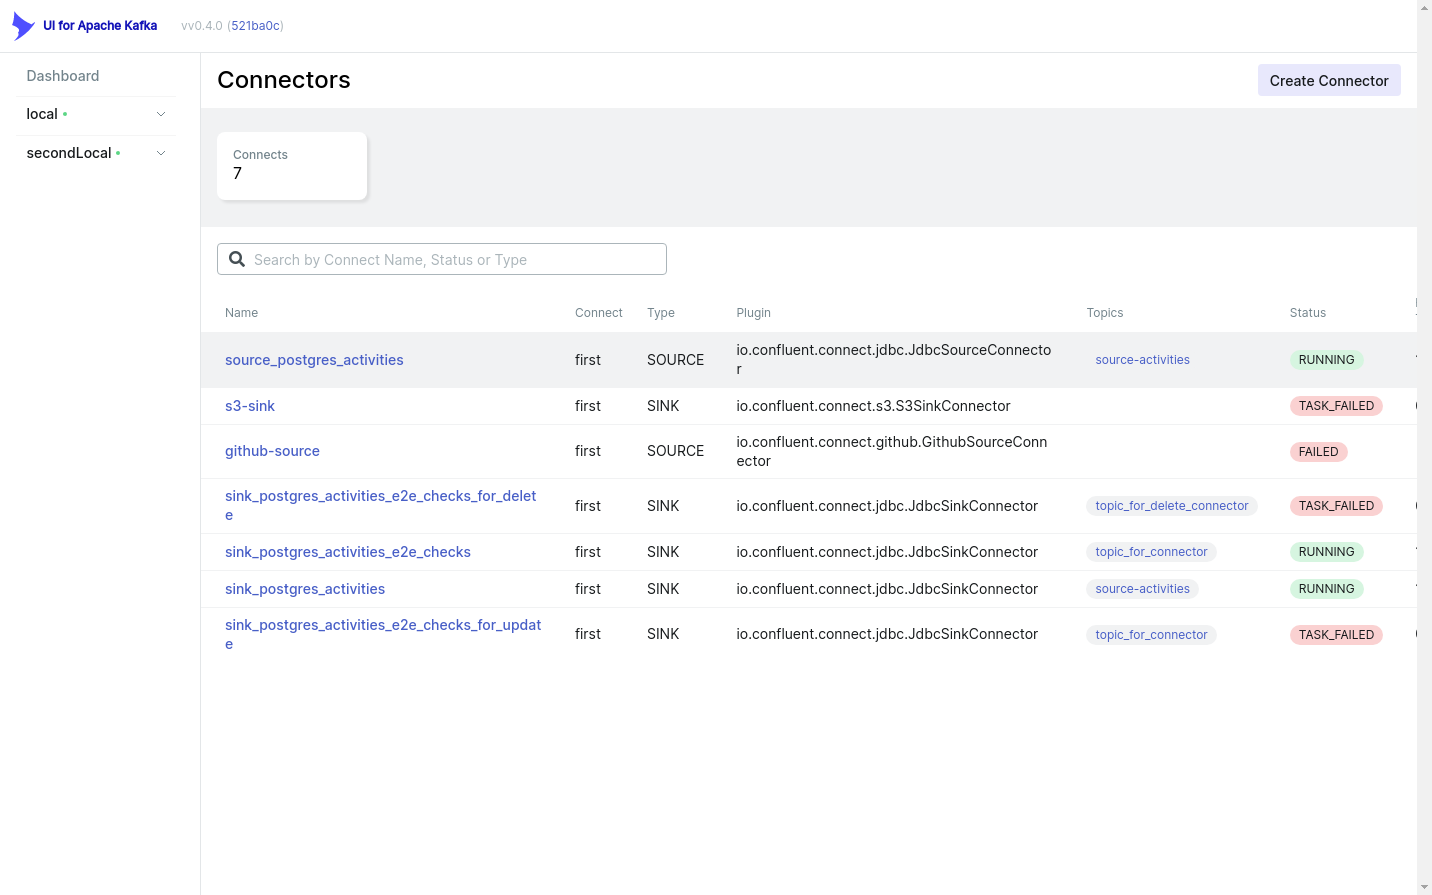 UI for Apache Kafka vv0.4.0 (521ba0c)
Dashboard
local
secondLocal
Connectors
Create Connector
Connects
7
Search by Connect Name, Status or Type
Name Connect Type Plugin Topics Status
source_postgres_activities first SOURCE io.confluent.connect.jdbc.JdbcSourceConnecto
r source-activities RUNNING
s3-sink first SINK io.confluent.connect.s3.S3SinkConnector TASK_FAILED
github-source first SOURCE io.confluent.connect.github.GithubSourceConn
ector FAILED
sink_postgres_activities_e2e_checks_for_delet
e first SINK io.confluent.connect.jdbc.JdbcSinkConnector topic_for_delete_connector TASK_FAILED
sink_postgres_activities_e2e_checks first SINK io.confluent.connect.jdbc.JdbcSinkConnector topic_for_connector RUNNING
sink_postgres_activities first SINK io.confluent.connect.jdbc.JdbcSinkConnector source-activities RUNNING
sink_postgres_activities_e2e_checks_for_updat
e first SINK io.confluent.connect.jdbc.JdbcSinkConnector topic_for_connector TASK_FAILED